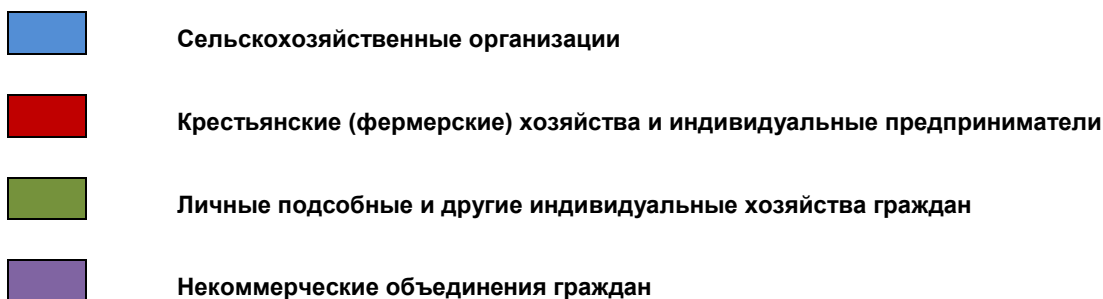 Сельскохозяйственные организации
Крестьянские (фермерские) хозяйства и индивидуальные предприниматели
Личные подсобные и другие индивидуальные хозяйства граждан
Некоммерческие объединения граждан